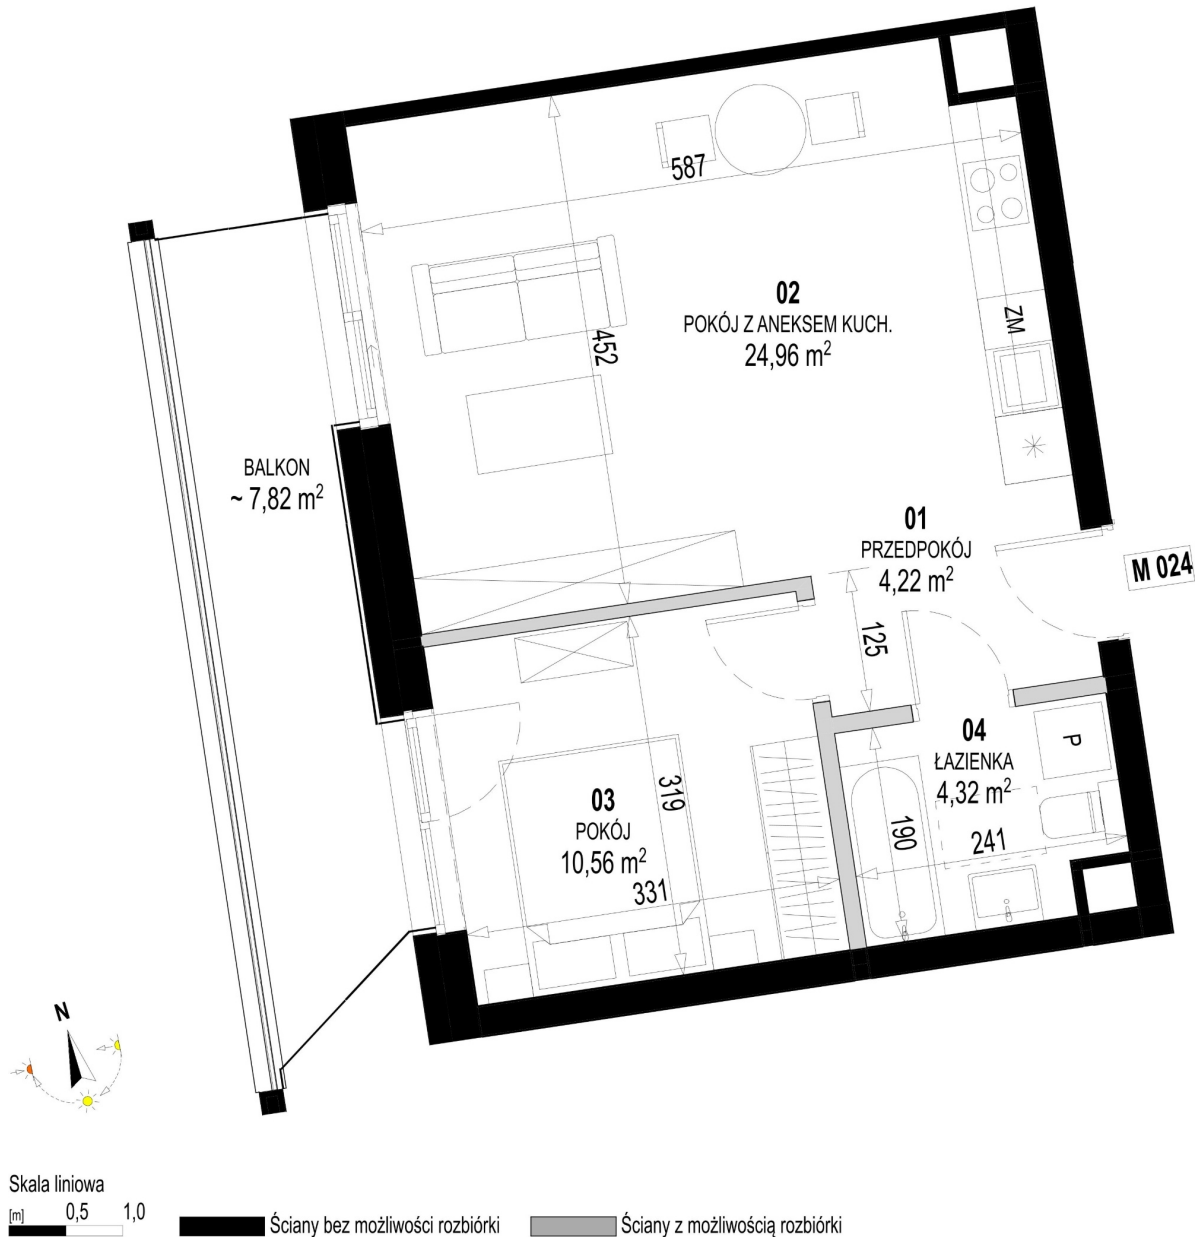 587
02
POKÓJ Z ANEKSEM KUCH.
24,96 m²
ZM
452
BALKON
~ 7,82 m²
01
PRZEDPOKÓJ
4,22 m²
M 024
125
04
ŁAZIENKA
4,32 m²
P
03
POKÓJ
10,56 m²
319
190
241
331
N
Skala liniowa
[m] 0,5 1,0
Ściany bez możliwości rozbiórki
Ściany z możliwością rozbiórki